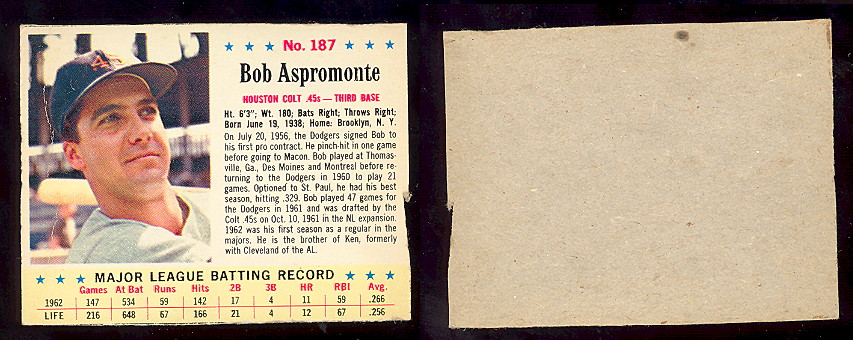 No. 187
Bob Aspromonte
HOUSTON COLT .45s — THIRD BASE
Ht. 6'3"; Wt. 180; Bats Right; Throws Right;
Born June 19, 1938; Home: Brooklyn, N. Y.
On July 20, 1956, the Dodgers signed Bob to
his first pro contract. He pinch-hit in one game
before going to Macon. Bob played at Thomas-
ville, Ga., Des Moines and Montreal before re-
turning to the Dodgers in 1960 to play 21
games. Optioned to St. Paul, he had his best
season, hitting .329. Bob played 47 games for
the Dodgers in 1961 and was drafted by the
Colt .45s on Oct. 10, 1961 in the NL expansion.
1962 was his first season as a regular in the
majors. He is the brother of Ken, formerly
with Cleveland of the AL.
MAJOR LEAGUE BATTING RECORD
Games At Bat Runs Hits 2B 3B HR RBI Avg.
1962 147 534 59 142 17 4 11 59 .266
LIFE 216 648 67 166 21 4 12 67 .256